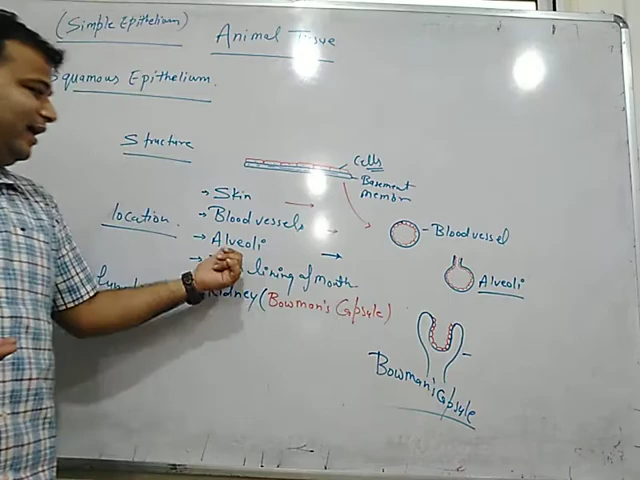 (Simple Epithelium)
Animal Tissue
Squamous Epithelium.
Structure
Cells
Basement
membr
location.
→ Skin →
→ Blood vessels →
→ Alveoli →
→ lining of mouth
Kidney (Bowman's Capsule)
Blood vessel
Alveoli
Bowman's Capsule